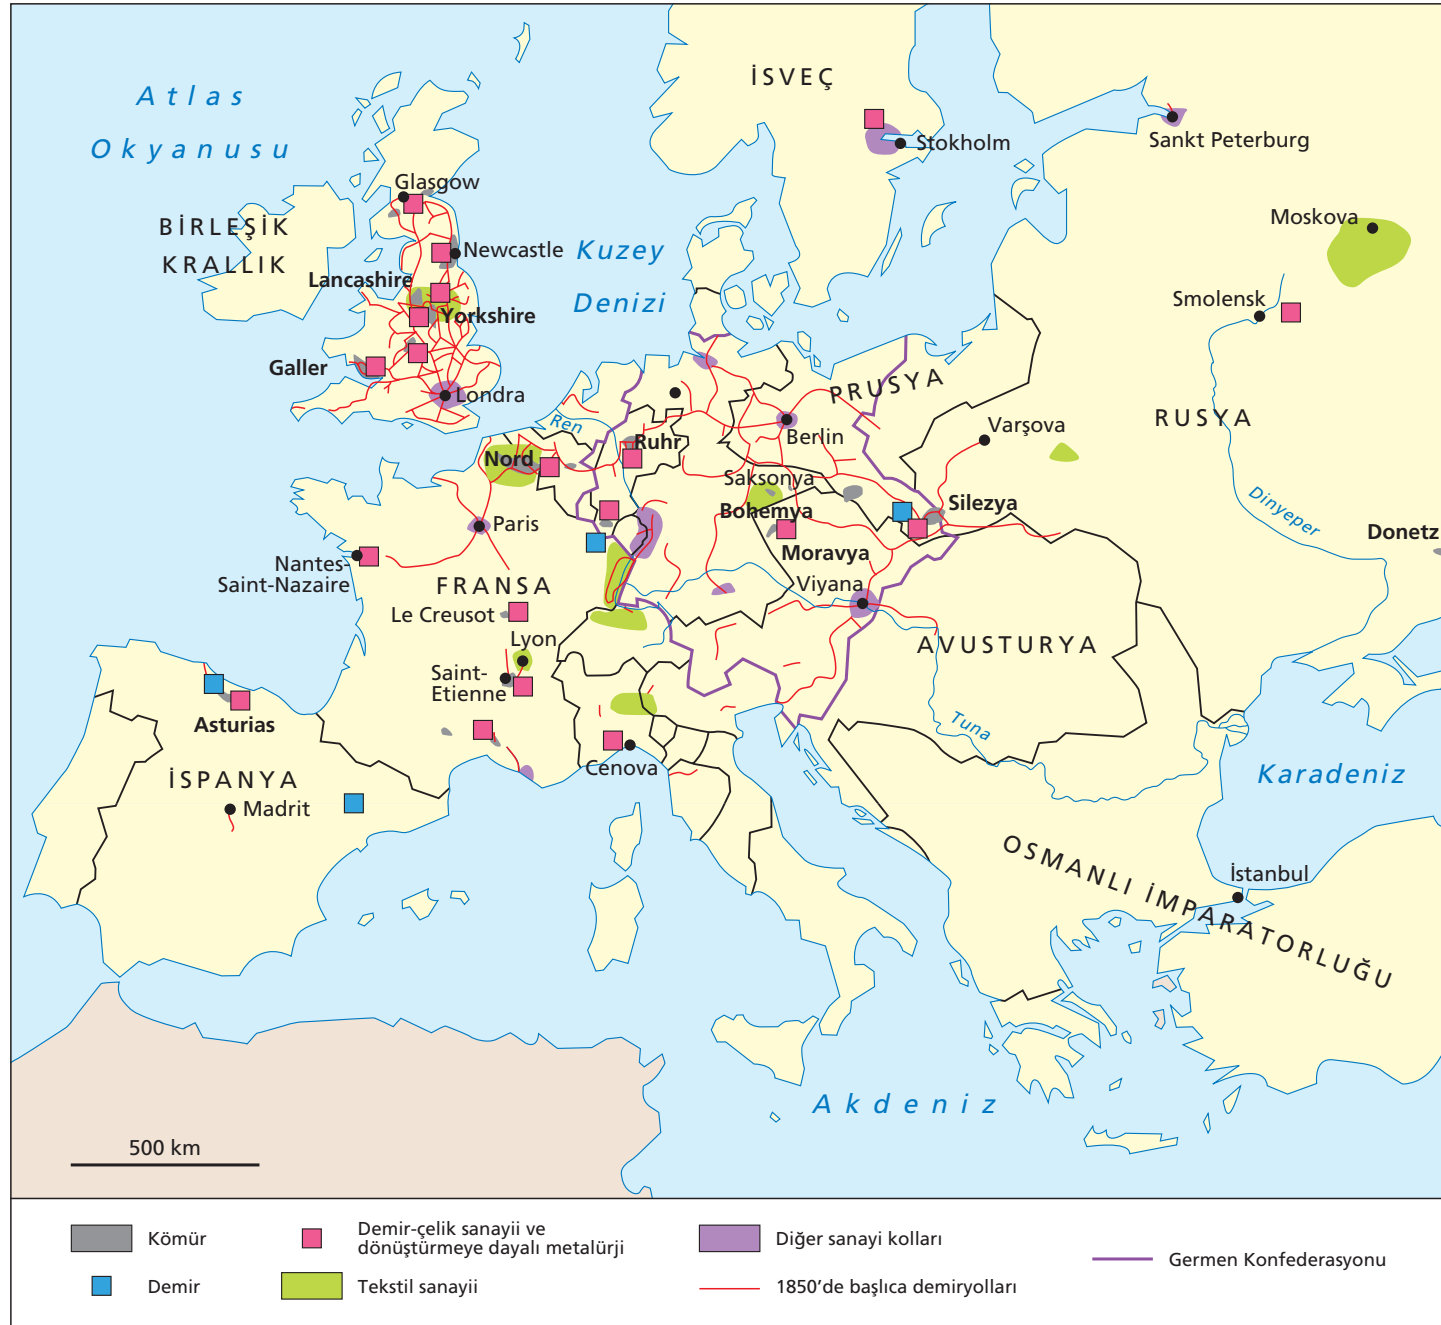 İSVEÇ
Atlas
Okyanusu
Stokholm
Sankt Peterburg
Glasgow
BİRLEŞİK
KRALLIK
Moskova
Newcastle
Kuzey
Denizi
Lancashire
Yorkshire
Smolensk
Galler
Londra
PRUSYA
RUSYA
Ren
Berlin
Varşova
Ruhr
Nord
Saksonya
Silezya
Bohemya
Dinyeper
Paris
Donetz
Moravya
Nantes-
Saint-Nazaire
FRANSA
Viyana
Le Creusot
Lyon
AVUSTURYA
Saint-
Etienne
Asturias
Tuna
Cenova
İSPANYA
Karadeniz
Madrit
OSMANLI İMPARATORLUĞU
İstanbul
Akdeniz
500 km
Kömür
Demir-çelik sanayii ve
dönüştürmeye dayalı metalürji
Diğer sanayi kolları
Germen Konfederasyonu
Demir
Tekstil sanayii
1850'de başlıca demiryolları